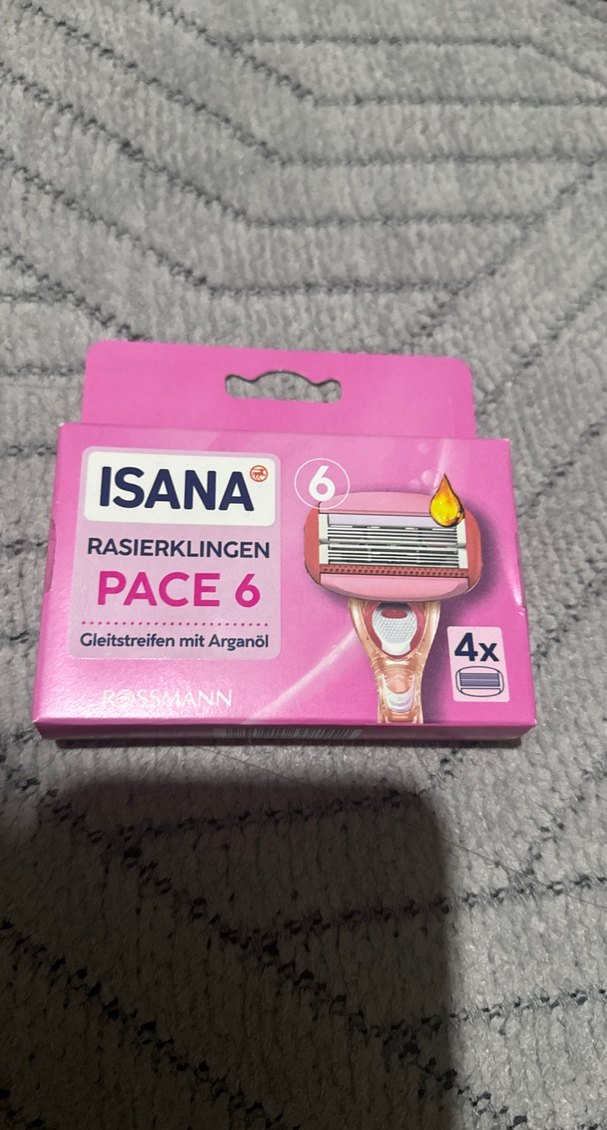 ISANA
6
RASIERKLINGEN
PACE 6
Gleitstreifen mit Arganöl
4x
ROSSMANN